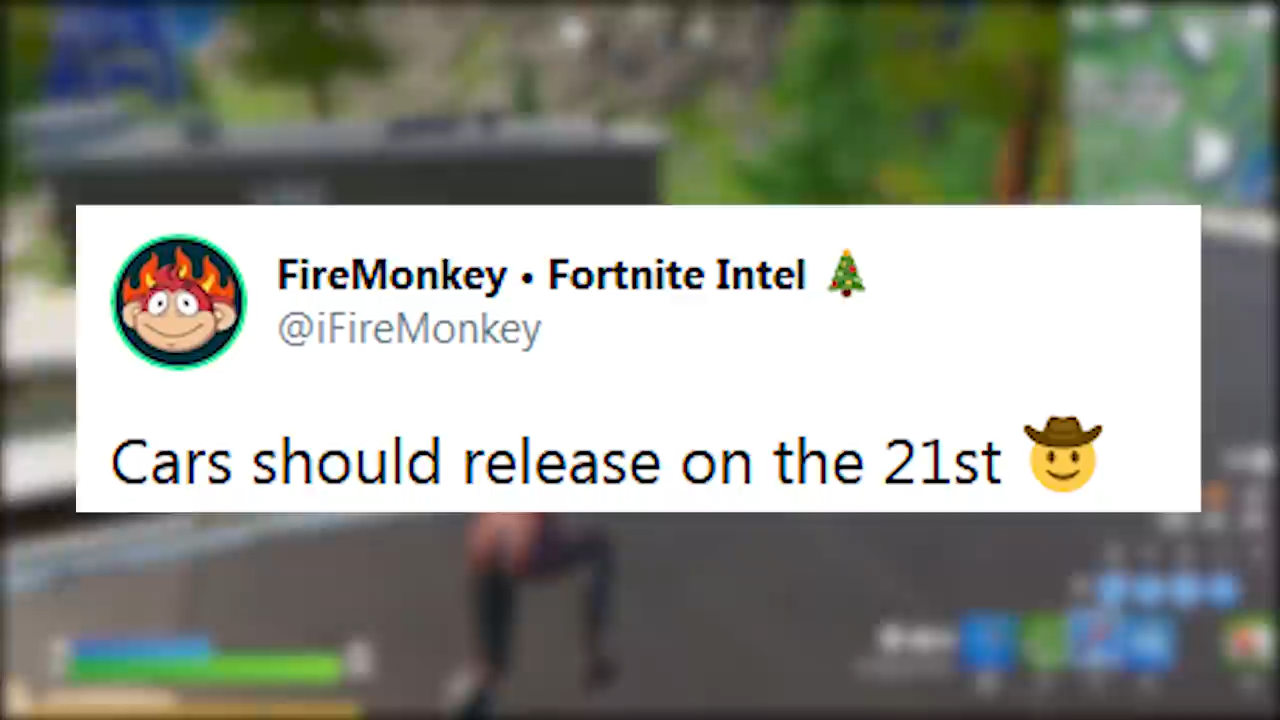 FireMonkey • Fortnite Intel 🎄
@iFireMonkey
Cars should release on the 21st 🤠